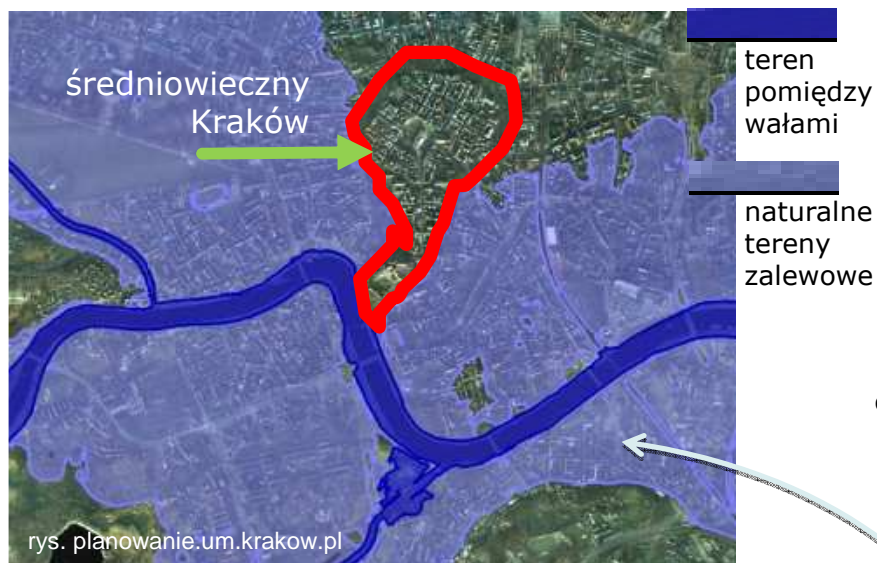 średniowieczny
Kraków
teren
pomiędzy
wałami
naturalne
tereny
zalewowe
rys. planowanie.um.krakow.pl